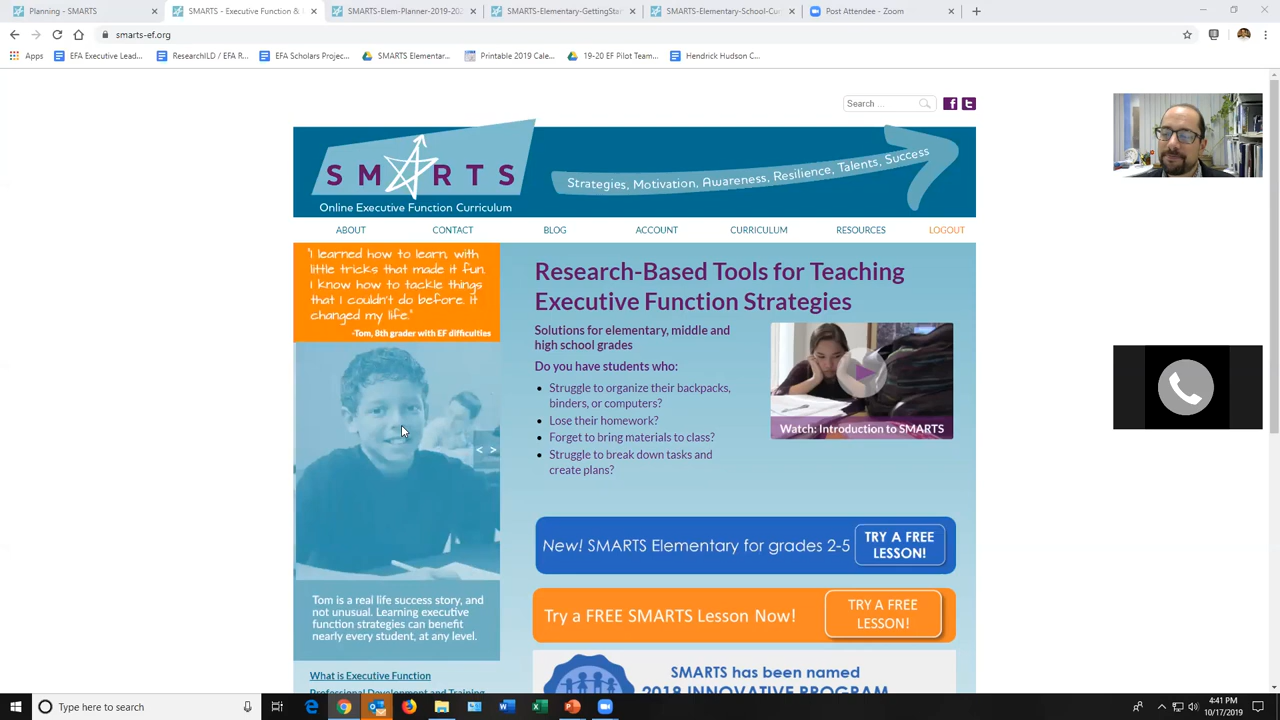 Planning - SMARTS
SMARTS - Executive Function &
SMARTS-Elem-Planner-2019-202
SMARTS-Elementary-GettingStar
SMARTS-Elementary-School-Cur
Post Attendee - Zoom
smarts-ef.org
Apps
EFA Executive Lead...
ResearchILD / EFA R...
EFA Scholars Projec...
SMARTS Elementar...
Printable 2019 Cale...
19-20 EF Pilot Team...
Hendrick Hudson C...
Search ...
SMARTS
Online Executive Function Curriculum
Strategies, Motivation, Awareness, Resilience, Talents, Success
ABOUT
CONTACT
BLOG
ACCOUNT
CURRICULUM
RESOURCES
LOGOUT
"I learned how to learn, with
little tricks that made it fun.
I know how to tackle things
that I couldn't do before. it
changed my life."
-Tom, 8th grader with EF difficulties
< >
Tom is a real life success story, and
not unusual. Learning executive
function strategies can benefit
nearly every student, at any level.
What is Executive Function
Professional Development and Training
Research-Based Tools for Teaching
Executive Function Strategies
Solutions for elementary, middle and
high school grades
Do you have students who:
• Struggle to organize their backpacks,
binders, or computers?
• Lose their homework?
• Forget to bring materials to class?
• Struggle to break down tasks and
create plans?
Watch: Introduction to SMARTS
New! SMARTS Elementary for grades 2-5
TRY A FREE
LESSON!
Try a FREE SMARTS Lesson Now!
TRY A FREE
LESSON!
SMARTS has been named
2018 INNOVATIVE PROGRAM
Type here to search
4:41 PM
10/17/2019